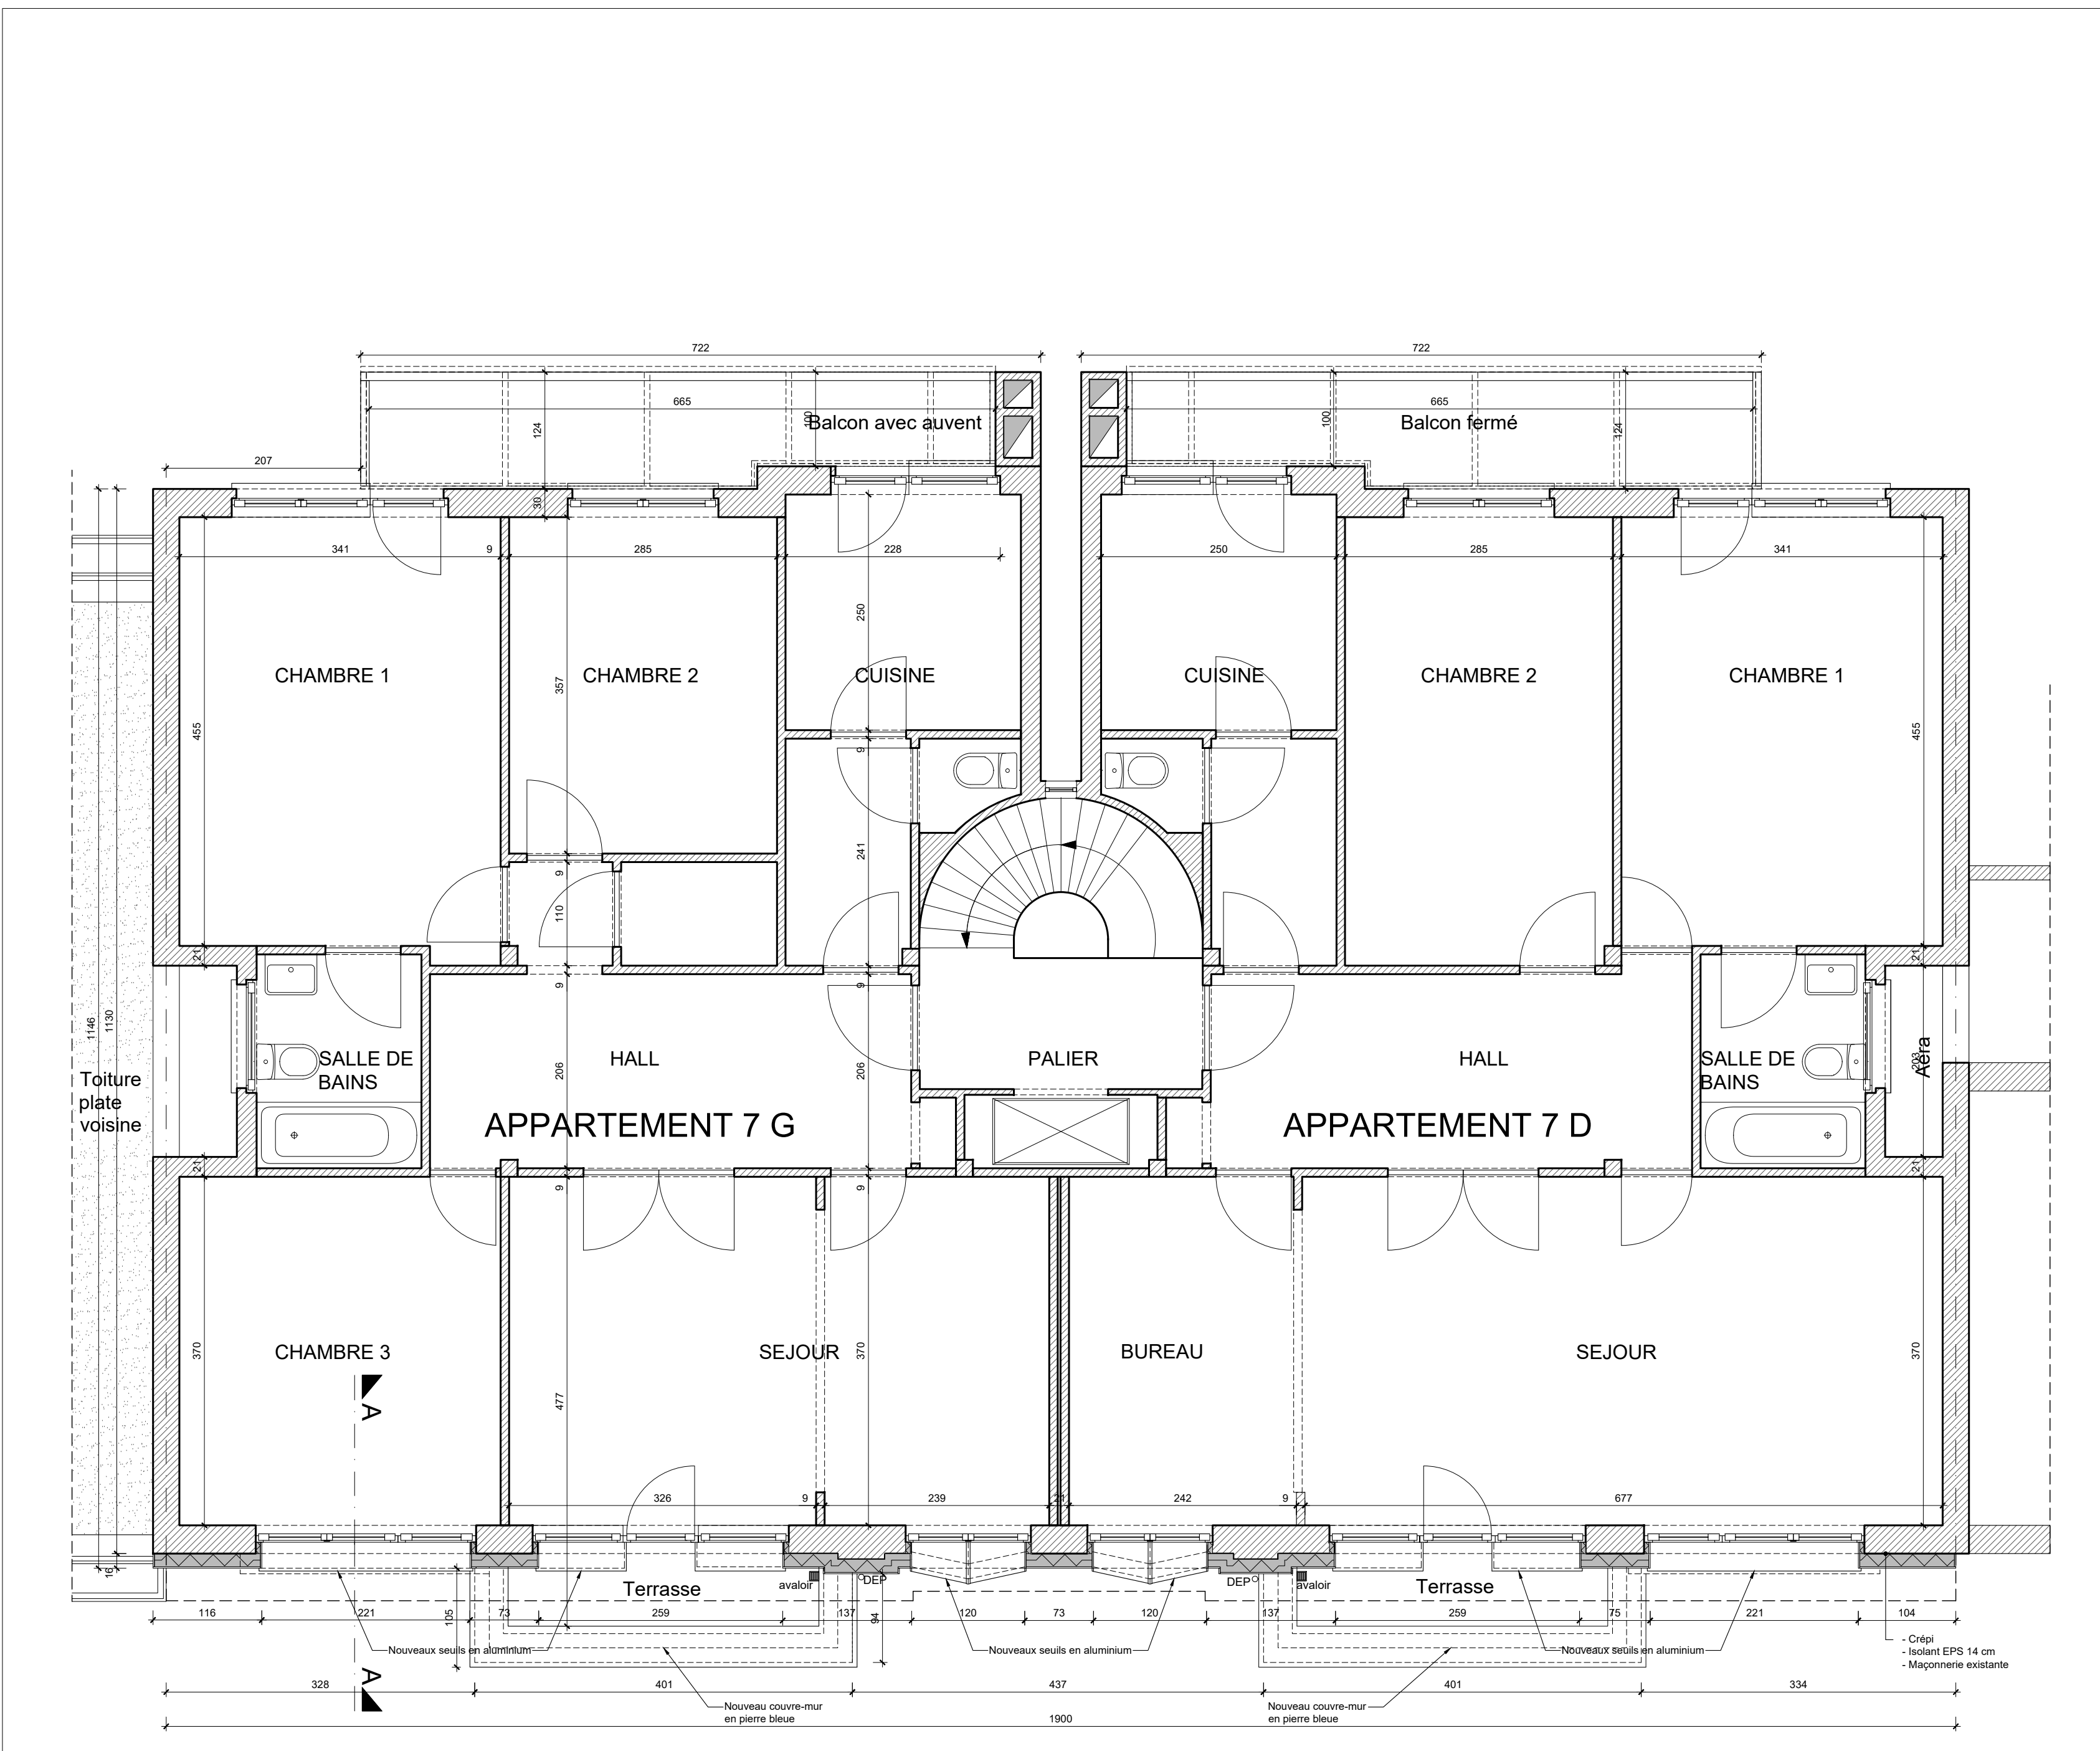 722
722
665
665
Balcon avec auvent
Balcon fermé
100
100
124
124
207
30
341
9
285
228
250
285
341
250
CHAMBRE 1
CHAMBRE 2
CUISINE
CUISINE
CHAMBRE 2
CHAMBRE 1
357
455
455
9
241
9
110
21
21
9
9
1146
1130
206
206
203
Aéra
SALLE DE
BAINS
HALL
PALIER
HALL
SALLE DE
BAINS
Toiture
plate
voisine
APPARTEMENT 7 G
APPARTEMENT 7 D
21
21
9
9
370
370
370
CHAMBRE 3
SEJOUR
BUREAU
SEJOUR
A
477
326
9
239
21
242
9
677
16
Terrasse
avaloir
DEP
DEP
avaloir
Terrasse
105
94
116
221
73
259
137
120
73
120
137
259
75
221
104
Nouveaux seuils en aluminium
Nouveaux seuils en aluminium
Nouveaux seuils en aluminium
- Crépi
- Isolant EPS 14 cm
- Maçonnerie existante
A
328
401
437
401
334
Nouveau couvre-mur
en pierre bleue
Nouveau couvre-mur
en pierre bleue
1900